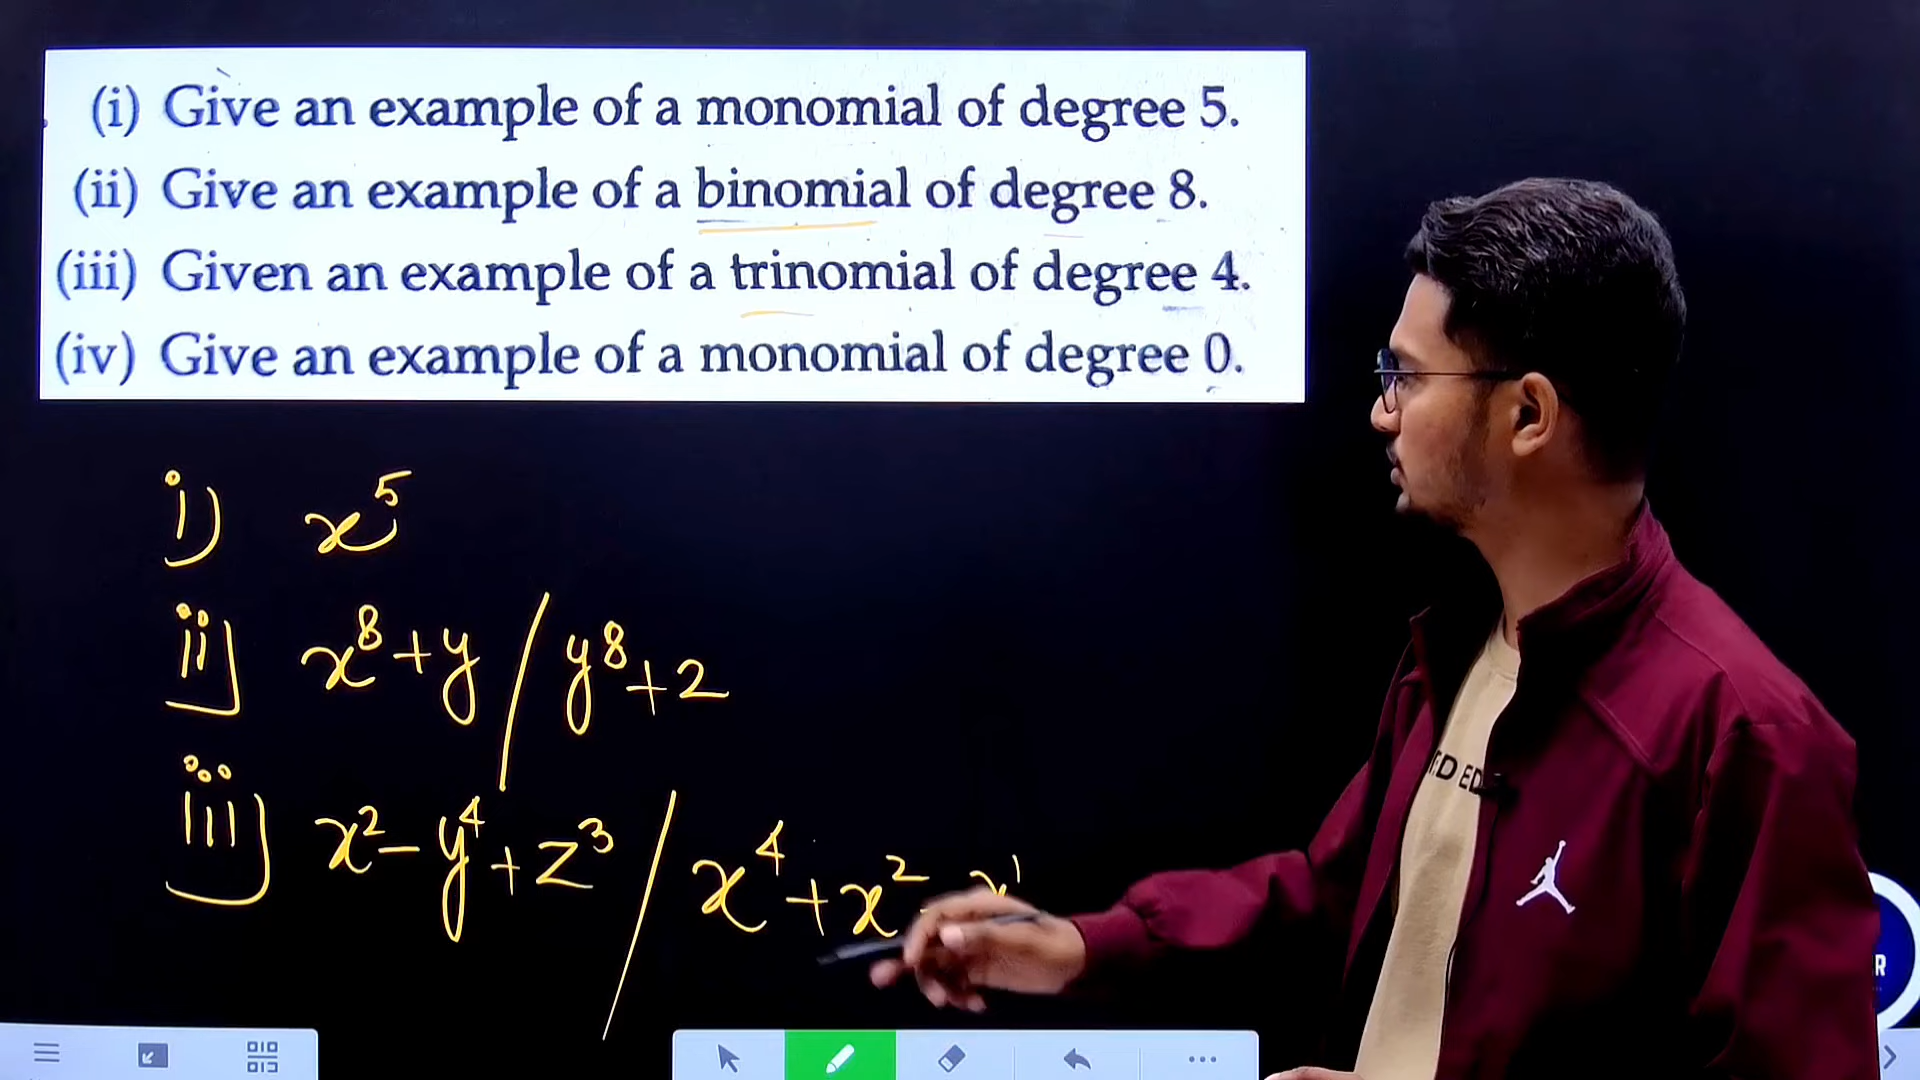 (i) Give an example of a monomial of degree 5.
(ii) Give an example of a binomial of degree 8.
(iii) Given an example of a trinomial of degree 4.
(iv) Give an example of a monomial of degree 0.
i) x⁵
ii) x⁸+y / y⁸+2
iii) x²-y⁴+z³ / x⁴+x²
ED
R